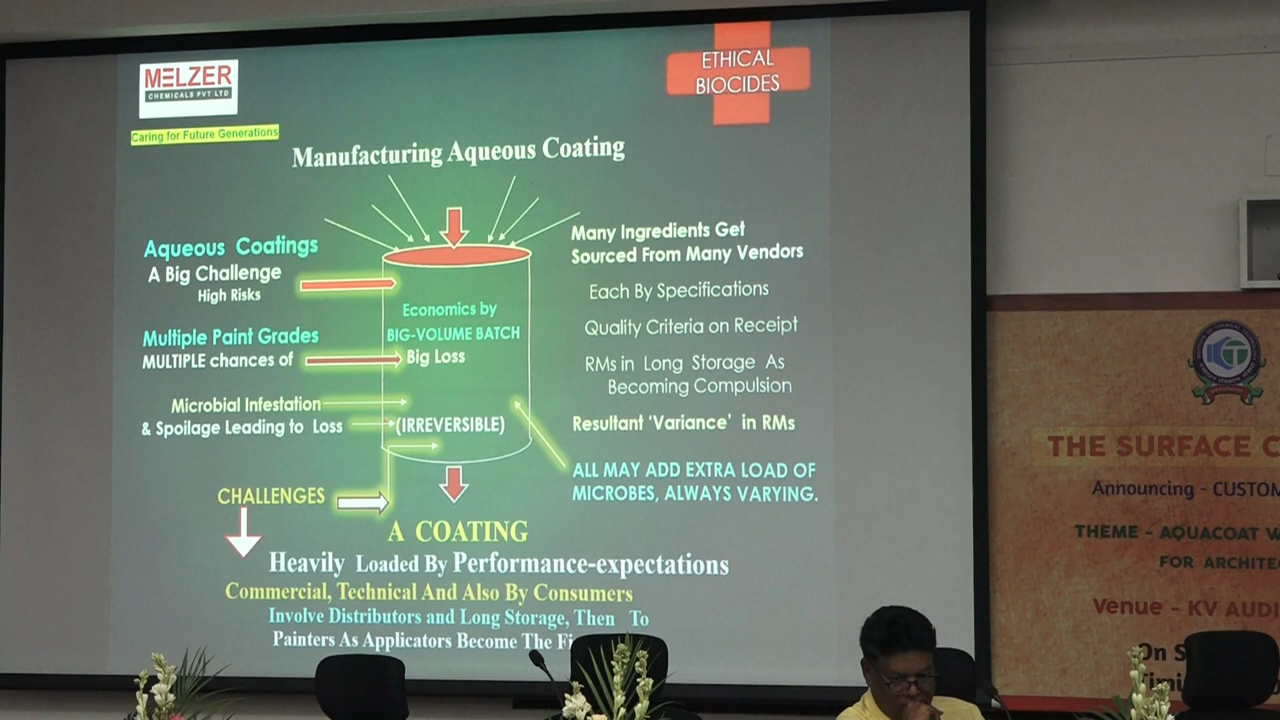 MELZER
CHEMICALS PVT LTD
Caring for Future Generations
ETHICAL
BIOCIDES
Manufacturing Aqueous Coating
Aqueous Coatings
A Big Challenge
High Risks
Multiple Paint Grades
MULTIPLE chances of
Microbial Infestation
& Spoilage Leading to Loss
CHALLENGES
Economics by
BIG-VOLUME BATCH
Big Loss
(IRREVERSIBLE)
Many Ingredients Get
Sourced From Many Vendors
Each By Specifications
Quality Criteria on Receipt
RMs in Long Storage As
Becoming Compulsion
Resultant ‘Variance’ in RMs
ALL MAY ADD EXTRA LOAD OF
MICROBES, ALWAYS VARYING.
A COATING
Heavily Loaded By Performance-expectations
Commercial, Technical And Also By Consumers
Involve Distributors and Long Storage, Then To
Painters As Applicators Become The
THE SURFACE
Announcing -
THEME - AQUACOAT
FOR
Venue - KV
On